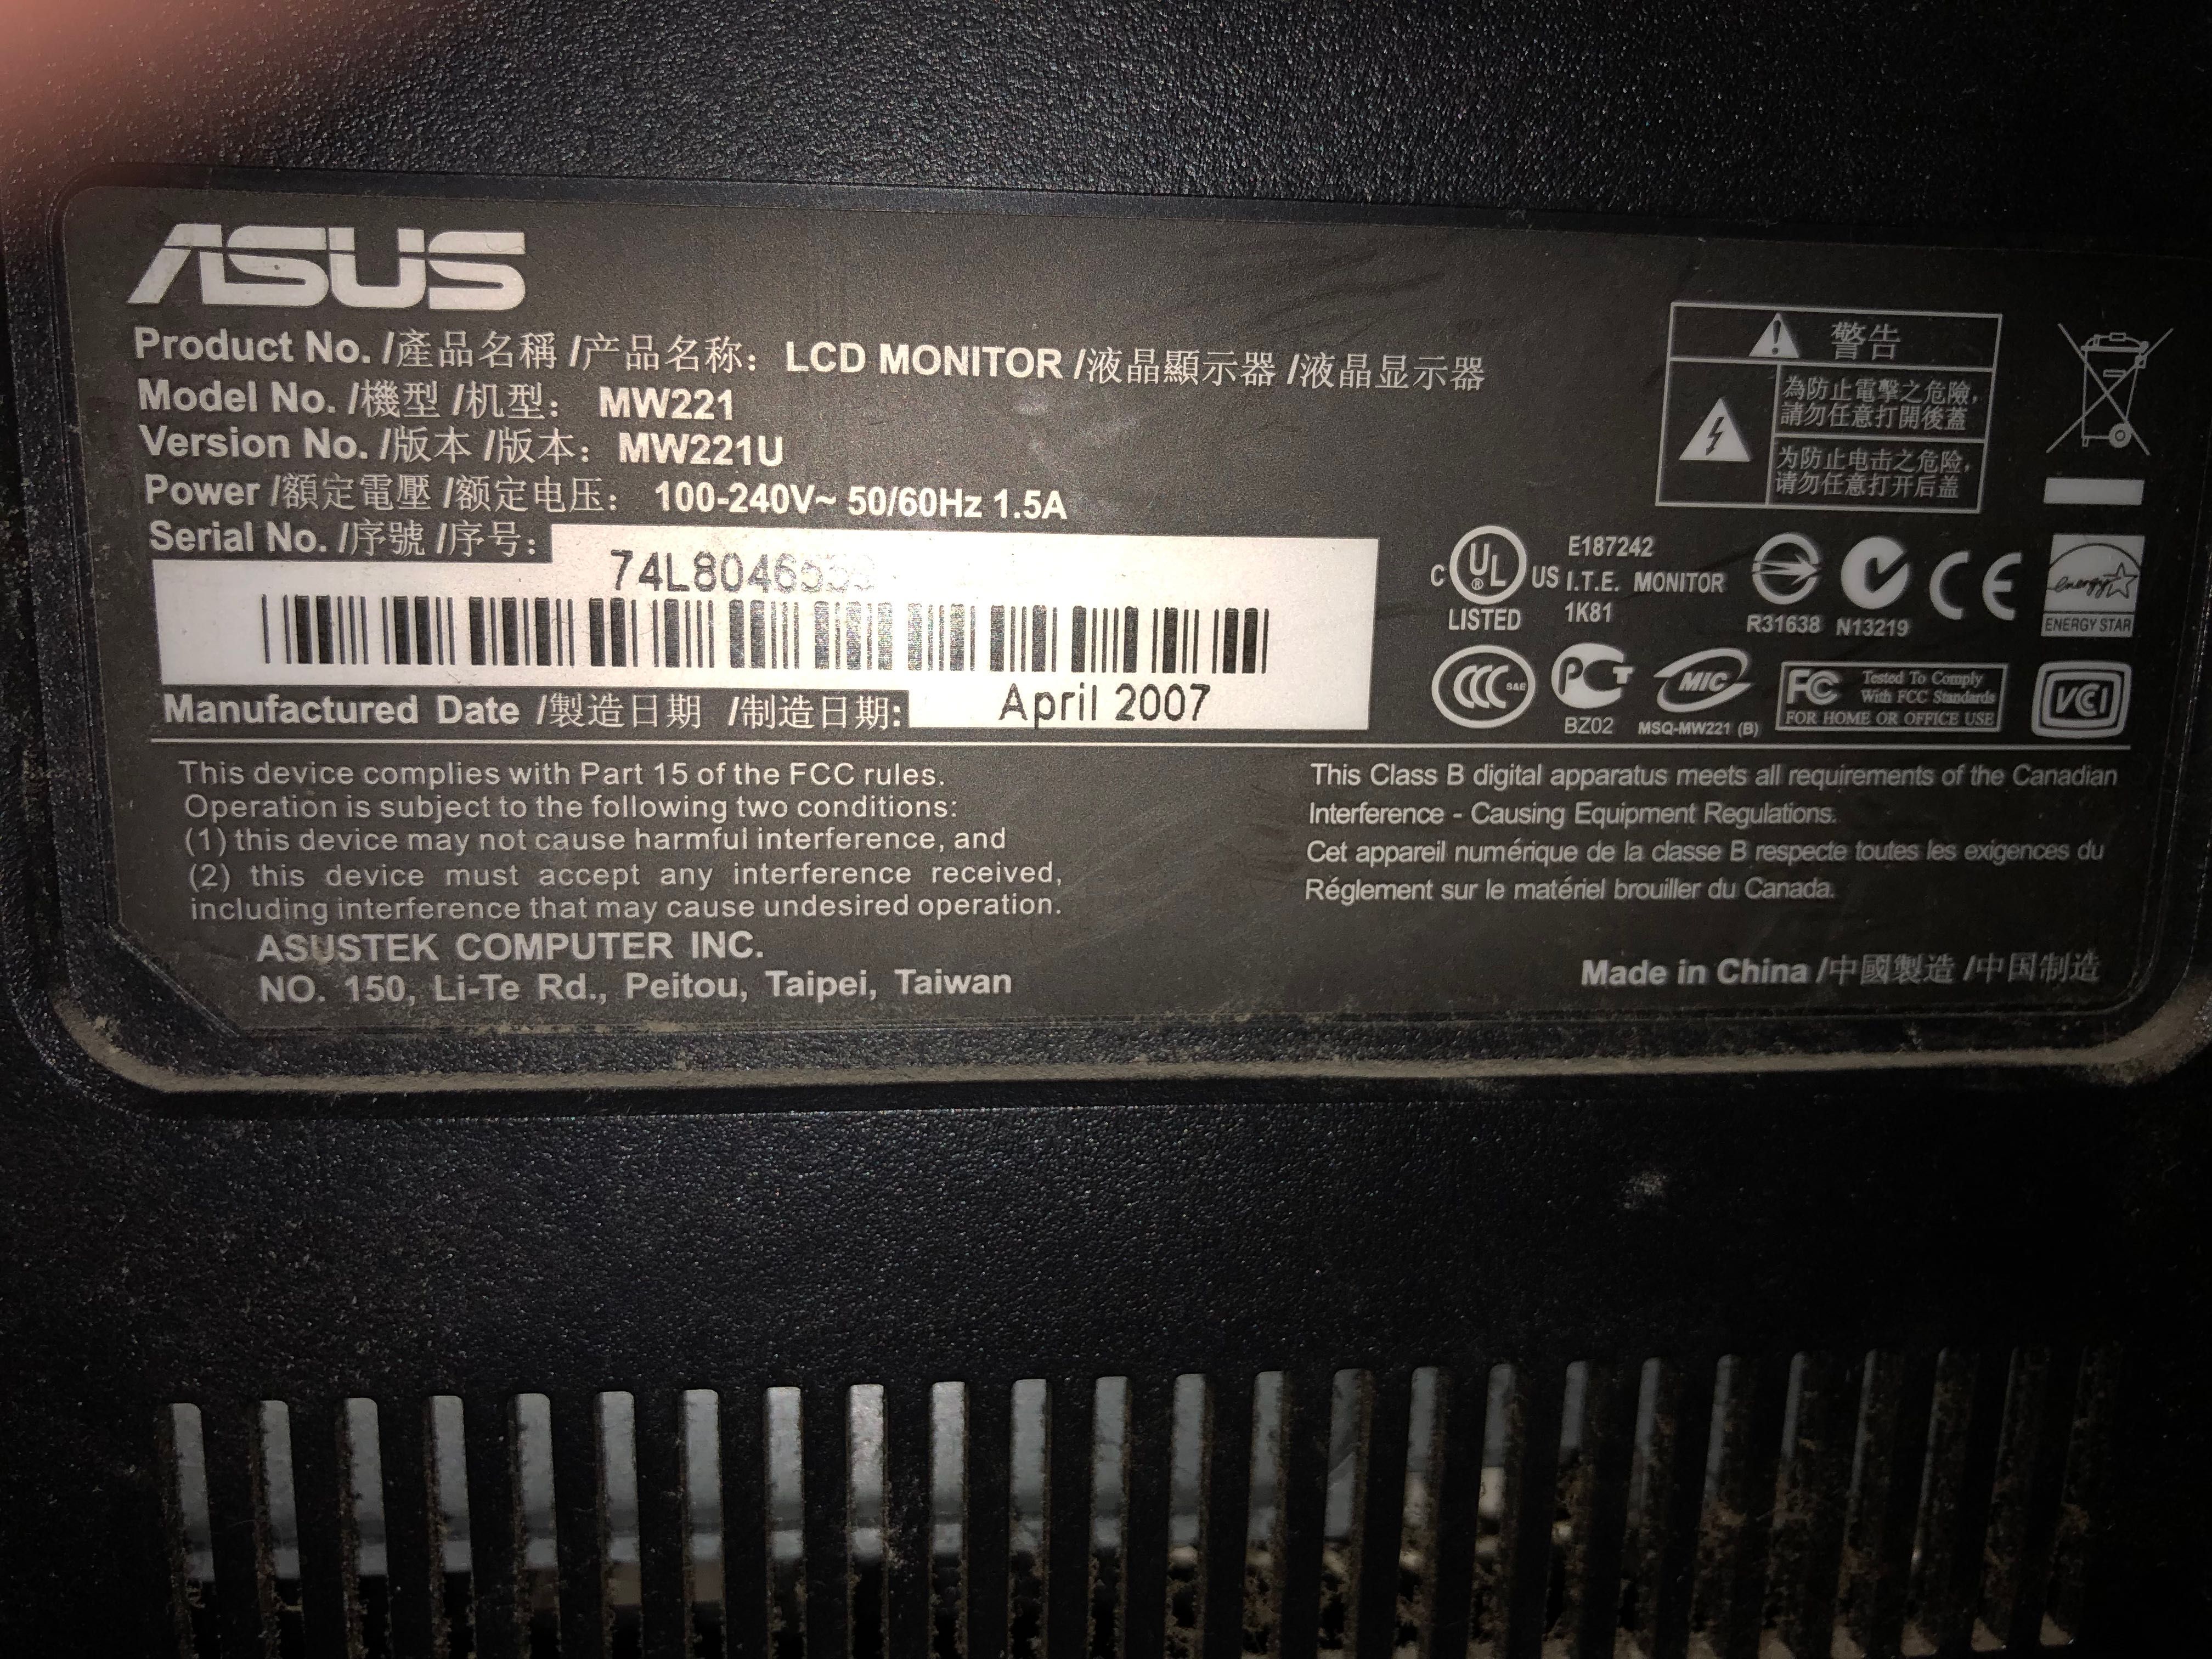 ASUS
Product No. /產品名稱 /产品名称: LCD MONITOR /液晶顯示器 /液晶显示器
Model No. /機型 /机型: MW221
Version No. /版本 /版本: MW221U
Power /額定電壓 /额定电压: 100-240V~ 50/60Hz 1.5A
Serial No. /序號 /序号:
Manufactured Date /製造日期 /制造日期: April 2007
警告
為防止電擊之危險,
請勿任意打開後蓋
为防止电击之危险,
请勿任意打开后盖
C UL ® US
LISTED
E187242
I.T.E. MONITOR
1K81
R31638
N13219
CE
energy
ENERGY STAR
CCC S&E
PCT
BZ02
MIC
MSQ-MW221 (B)
FC Tested To Comply
With FCC Standards
FOR HOME OR OFFICE USE
VCI
This device complies with Part 15 of the FCC rules.
Operation is subject to the following two conditions:
(1) this device may not cause harmful interference, and
(2) this device must accept any interference received,
including interference that may cause undesired operation.
ASUSTEK COMPUTER INC.
NO. 150, Li-Te Rd., Peitou, Taipei, Taiwan
This Class B digital apparatus meets all requirements of the Canadian
Interference - Causing Equipment Regulations.
Cet appareil numérique de la classe B respecte toutes les exigences du
Réglement sur le matériel brouiller du Canada.
Made in China /中國製造 /中国制造